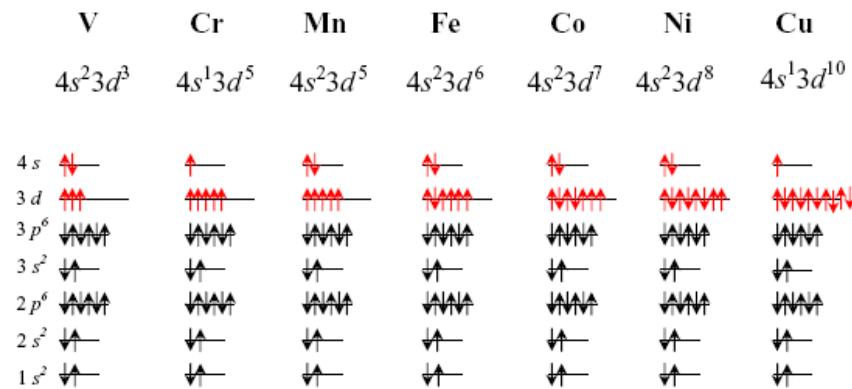 V Cr Mn Fe Co Ni Cu
4s²3d³ 4s¹3d⁵ 4s²3d⁵ 4s²3d⁶ 4s²3d⁷ 4s²3d⁸ 4s¹3d¹⁰
4 s
3 d
3 p⁶
3 s²
2 p⁶
2 s²
1 s²